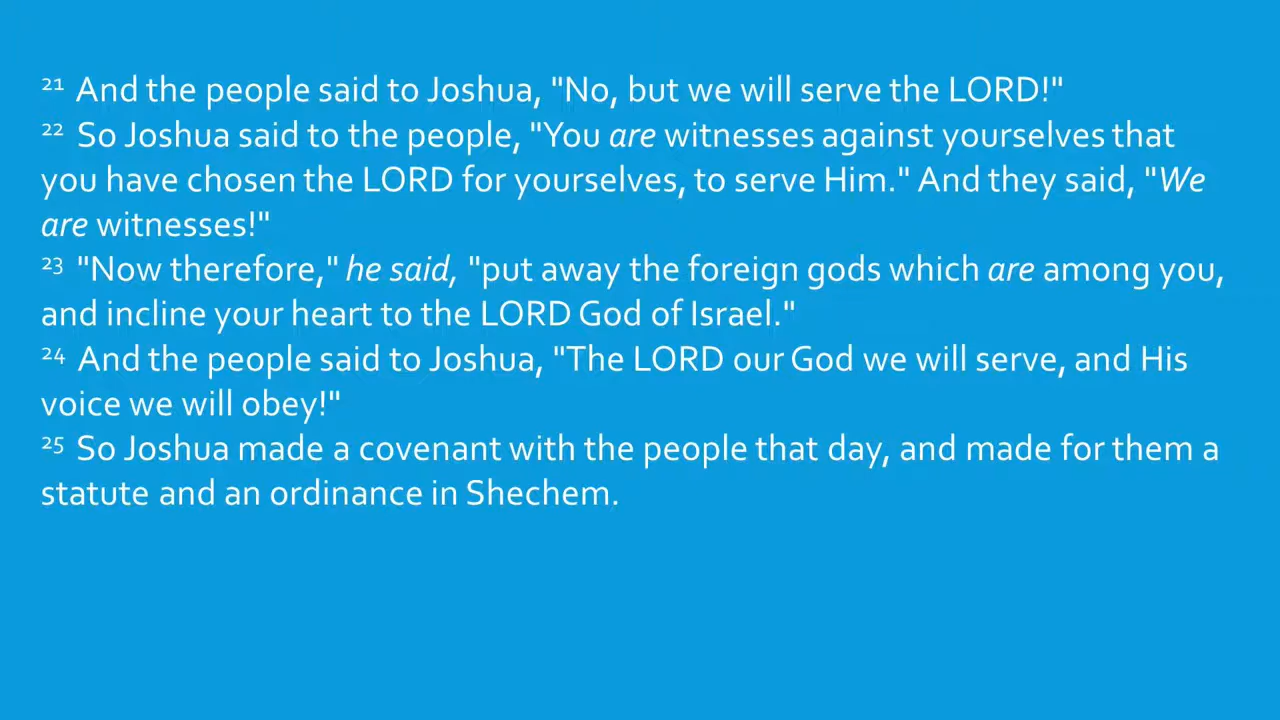 21 And the people said to Joshua, "No, but we will serve the LORD!"
22 So Joshua said to the people, "You are witnesses against yourselves that
you have chosen the LORD for yourselves, to serve Him." And they said, "We
are witnesses!"
23 "Now therefore," he said, "put away the foreign gods which are among you,
and incline your heart to the LORD God of Israel."
24 And the people said to Joshua, "The LORD our God we will serve, and His
voice we will obey!"
25 So Joshua made a covenant with the people that day, and made for them a
statute and an ordinance in Shechem.